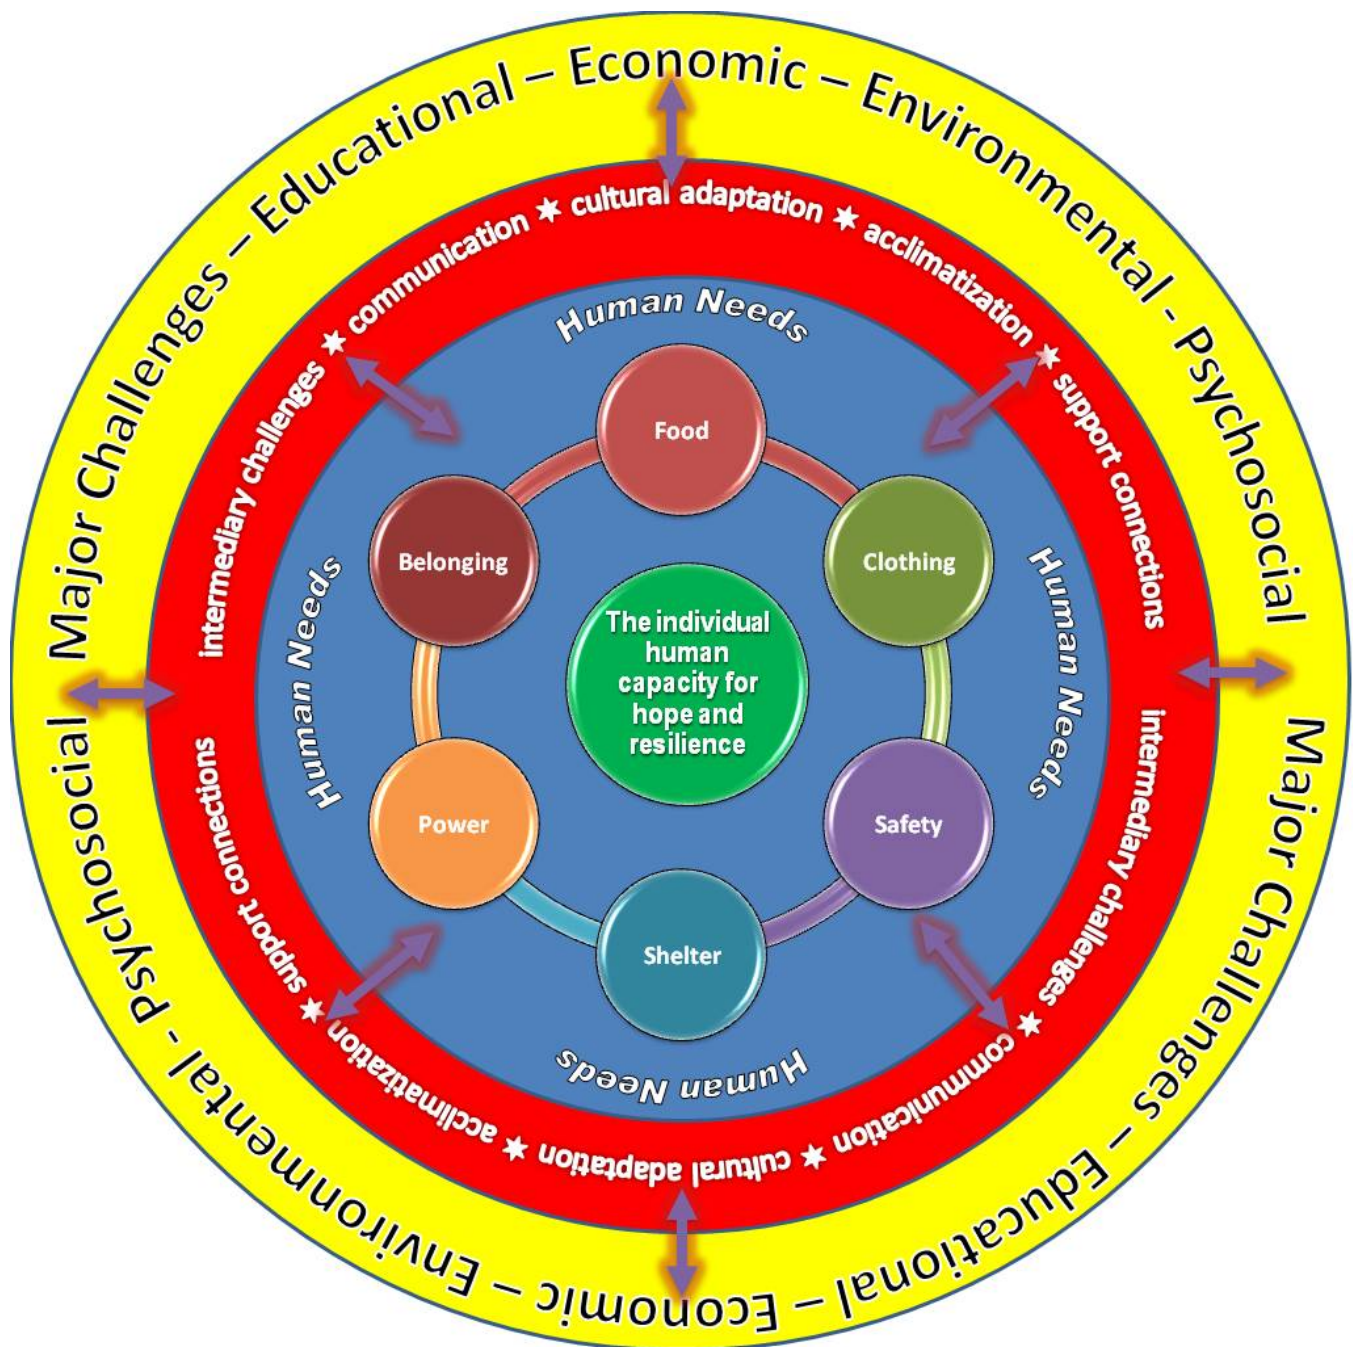 Major Challenges – Educational – Economic – Environmental - Psychosocial
Major Challenges – Educational – Economic – Environmental - Psychosocial
intermediary challenges ★ communication ★ cultural adaptation ★ acclimatization ★ support connections
intermediary challenges ★ communication ★ cultural adaptation ★ acclimatization ★ support connections
Human Needs
Human Needs
Human Needs
Human Needs
Food
Clothing
Safety
Shelter
Power
Belonging
The individual
human
capacity for
hope and
resilience